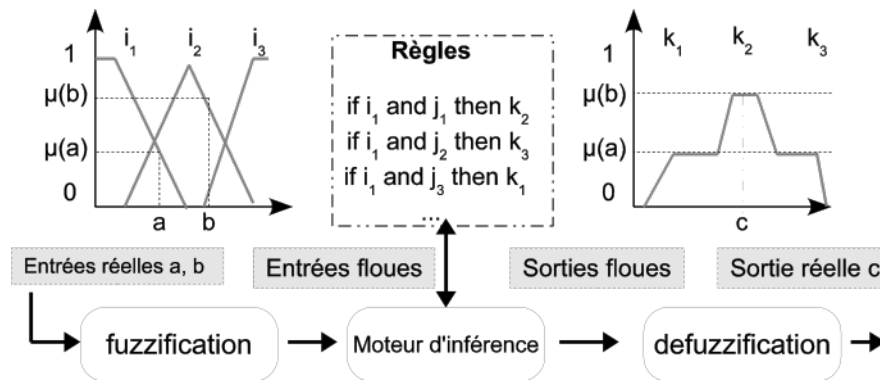 1
i1
i2
i3
μ(b)
μ(a)
0
a
b
Règles
if i1 and j1 then k2
if i1 and j2 then k3
if i1 and j3 then k1
...
1
k1
k2
k3
μ(b)
μ(a)
0
c
Entrées réelles a, b
Entrées floues
Sorties floues
Sortie réelle c
fuzzification
Moteur d'inférence
defuzzification